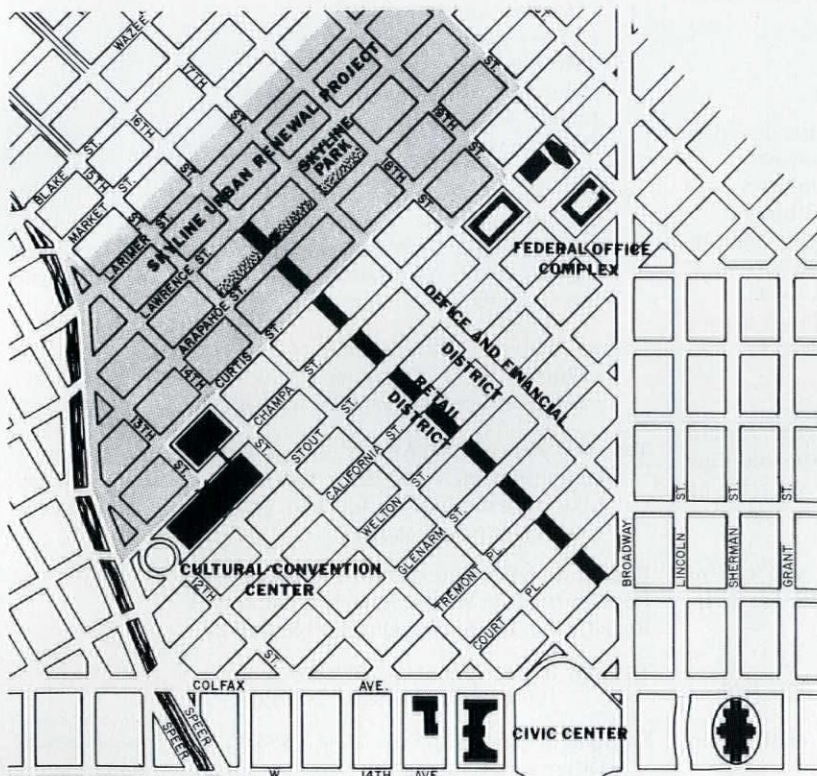 WAZEE
17TH
ST.
16TH
ST.
15TH
ST.
BLAKE
ST.
MARKET
ST.
LARIMER
ST.
SKYLINE URBAN RENEWAL PROJECT
SKYLINE
PARK
ST.
18TH
ST.
LAWRENCE ST.
ARAPAHOE ST.
14TH
CURTIS
ST.
13TH
ST.
CHAMPA
ST.
STOUT
ST.
CALIFORNIA ST.
WELTON
ST.
GLENARM
PL.
TREMONT
PL.
COURT
FEDERAL OFFICE
COMPLEX
OFFICE AND FINANCIAL
DISTRICT
RETAIL
DISTRICT
CULTURAL CONVENTION
CENTER
12TH
ST.
BROADWAY
LINCOLN
ST.
SHERMAN
ST.
GRANT
ST.
COLFAX
AVE.
SPEER
SPEER
CIVIC CENTER
W.
14TH
AVE.